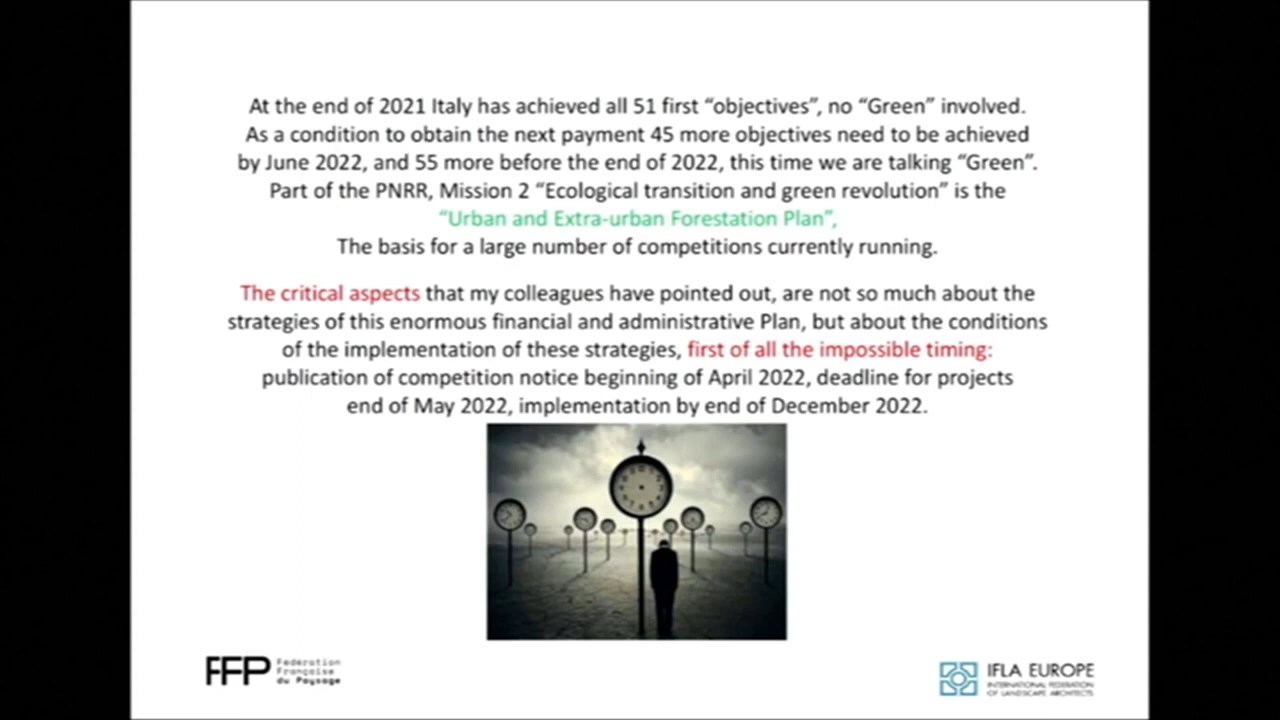 At the end of 2021 Italy has achieved all 51 first “objectives”, no “Green” involved.
As a condition to obtain the next payment 45 more objectives need to be achieved
by June 2022, and 55 more before the end of 2022, this time we are talking “Green”.
Part of the PNRR, Mission 2 “Ecological transition and green revolution” is the
“Urban and Extra-urban Forestation Plan”,
The basis for a large number of competitions currently running.
The critical aspects that my colleagues have pointed out, are not so much about the
strategies of this enormous financial and administrative Plan, but about the conditions
of the implementation of these strategies, first of all the impossible timing:
publication of competition notice beginning of April 2022, deadline for projects
end of May 2022, implementation by end of December 2022.
FFP
Fédération
Française
du Paysage
IFLA EUROPE
INTERNATIONAL FEDERATION
OF LANDSCAPE ARCHITECTS